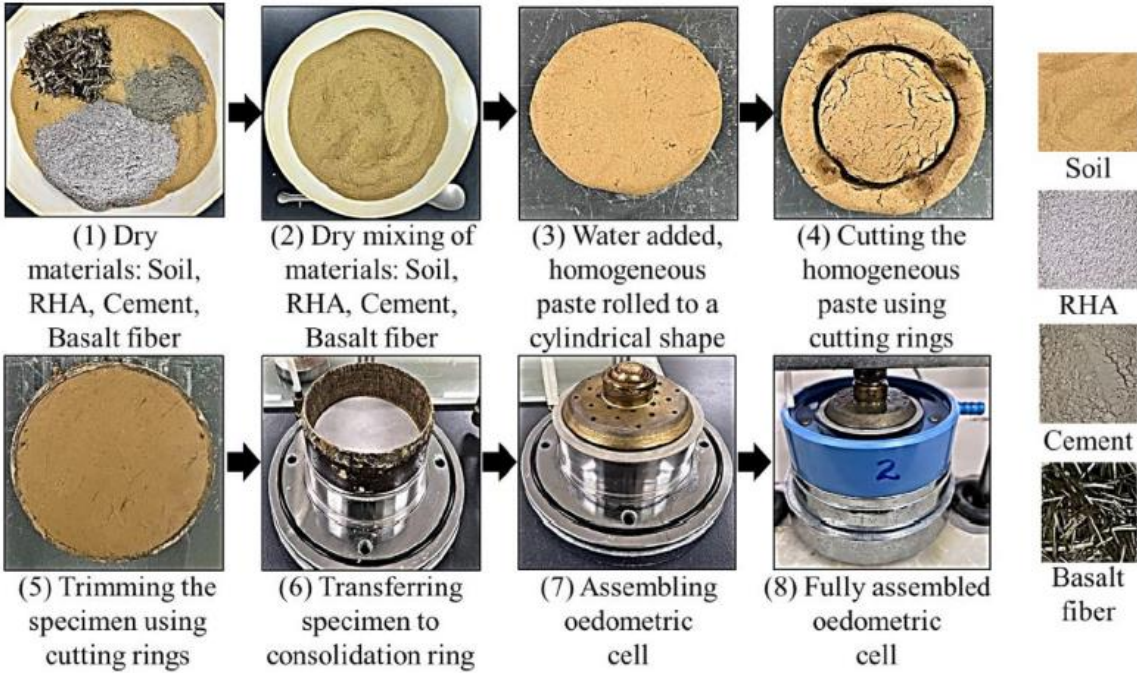 (1) Dry
materials: Soil,
RHA, Cement,
Basalt fiber
(2) Dry mixing of
materials: Soil,
RHA, Cement,
Basalt fiber
(3) Water added,
homogeneous
paste rolled to a
cylindrical shape
(4) Cutting the
homogeneous
paste using
cutting rings
(5) Trimming the
specimen using
cutting rings
(6) Transferring
specimen to
consolidation ring
(7) Assembling
oedometric
cell
2
(8) Fully assembled
oedometric
cell
Soil
RHA
Cement
Basalt
fiber